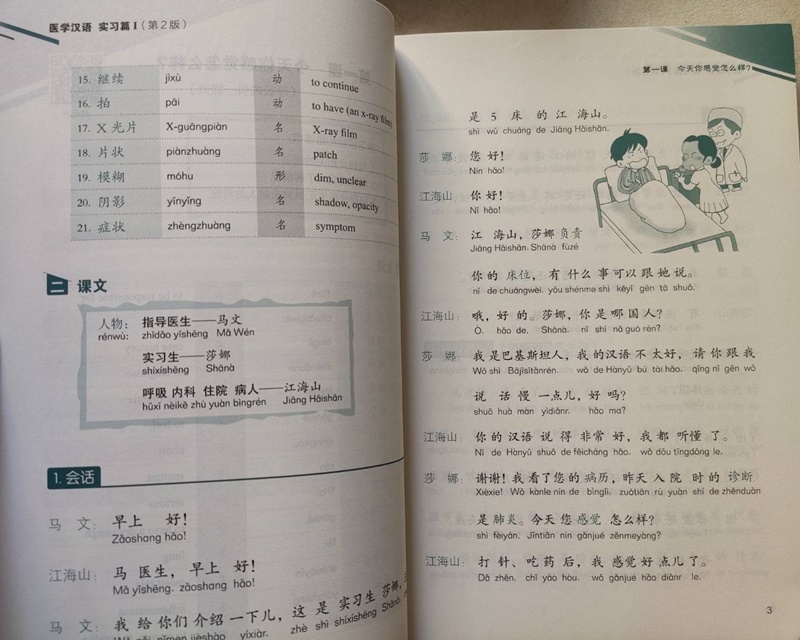 医学汉语 实习篇 I (第2版)
15. 继续 jìxù 动 to continue
16. 拍 pāi 动 to have (an x-ray film)
17. X 光片 X-guāngpiàn 名 X-ray film
18. 片状 piànzhuàng 名 patch
19. 模糊 móhu 形 dim, unclear
20. 阴影 yīnyǐng 名 shadow, opacity
21. 症状 zhèngzhuàng 名 symptom
二 课文
人物: 指导医生——马文
rénwù: zhǐdǎo yīshēng Mǎ Wén
实习生——莎娜
shíxíshēng Shānà
呼吸 内科 住院 病人——江海山
hūxī nèikē zhù yuàn bìngrén Jiāng Hǎishān
1. 会话
马 文: 早上 好!
Zǎoshang hǎo!
江海山: 马 医生, 早上 好!
Mǎ yīshēng, zǎoshang hǎo!
马 文: 我 给 你们 介绍 一下儿, 这 是 实习生 莎娜,
Wǒ gěi nǐmen jièshào yíxiàr, zhè shì shíxíshēng Shānà,
第一课 今天你感觉怎么样?
是 5 床 的 江 海山。
shì wǔ chuáng de Jiāng Hǎishān.
莎 娜: 您 好!
Nín hǎo!
江海山: 你 好!
Nǐ hǎo!
马 文: 江 海山, 莎娜 负责
Jiāng Hǎishān, Shānà fùzé
你 的 床位, 有 什么 事 可以 跟 她 说。
nǐ de chuángwèi, yǒu shénme shì kěyǐ gēn tā shuō.
江海山: 哦, 好 的。莎娜, 你 是 哪 国 人?
Ò, hǎo de. Shānà, nǐ shì nǎ guó rén?
莎 娜: 我 是 巴基斯坦人, 我 的 汉语 不 太 好, 请 你 跟 我
Wǒ shì Bājīsītǎnrén, wǒ de Hànyǔ bú tài hǎo, qǐng nǐ gēn wǒ
说 话 慢 一点儿, 好 吗?
shuō huà màn yìdiǎnr, hǎo ma?
江海山: 你 的 汉语 说 得 非常 好, 我 都 听懂 了。
Nǐ de Hànyǔ shuō de fēicháng hǎo, wǒ dōu tīngdǒng le.
莎 娜: 谢谢! 我 看了 您 的 病历, 昨天 入 院 时 的 诊断
Xièxie! Wǒ kànle nín de bìnglì, zuótiān rù yuàn shí de zhěnduàn
是 肺炎。今天 您 感觉 怎么样?
shì fèiyán. Jīntiān nín gǎnjué zěnmeyàng?
江海山: 打 针、吃 药 后, 我 感觉 好 点儿 了。
Dǎ zhēn、chī yào hòu, wǒ gǎnjué hǎo diǎnr le.
3